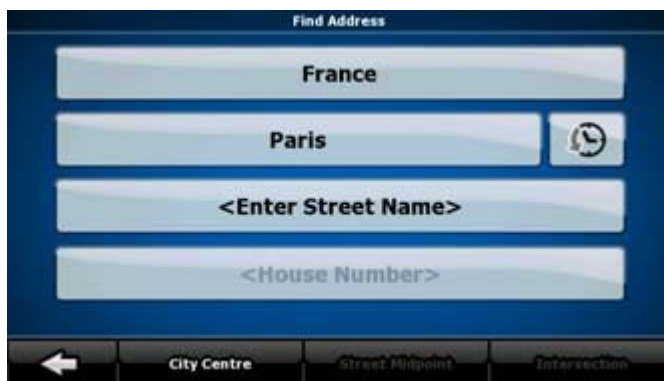 Find Address
France
Paris
<Enter Street Name>
<House Number>
City Centre
Street Midpoint
Intersection